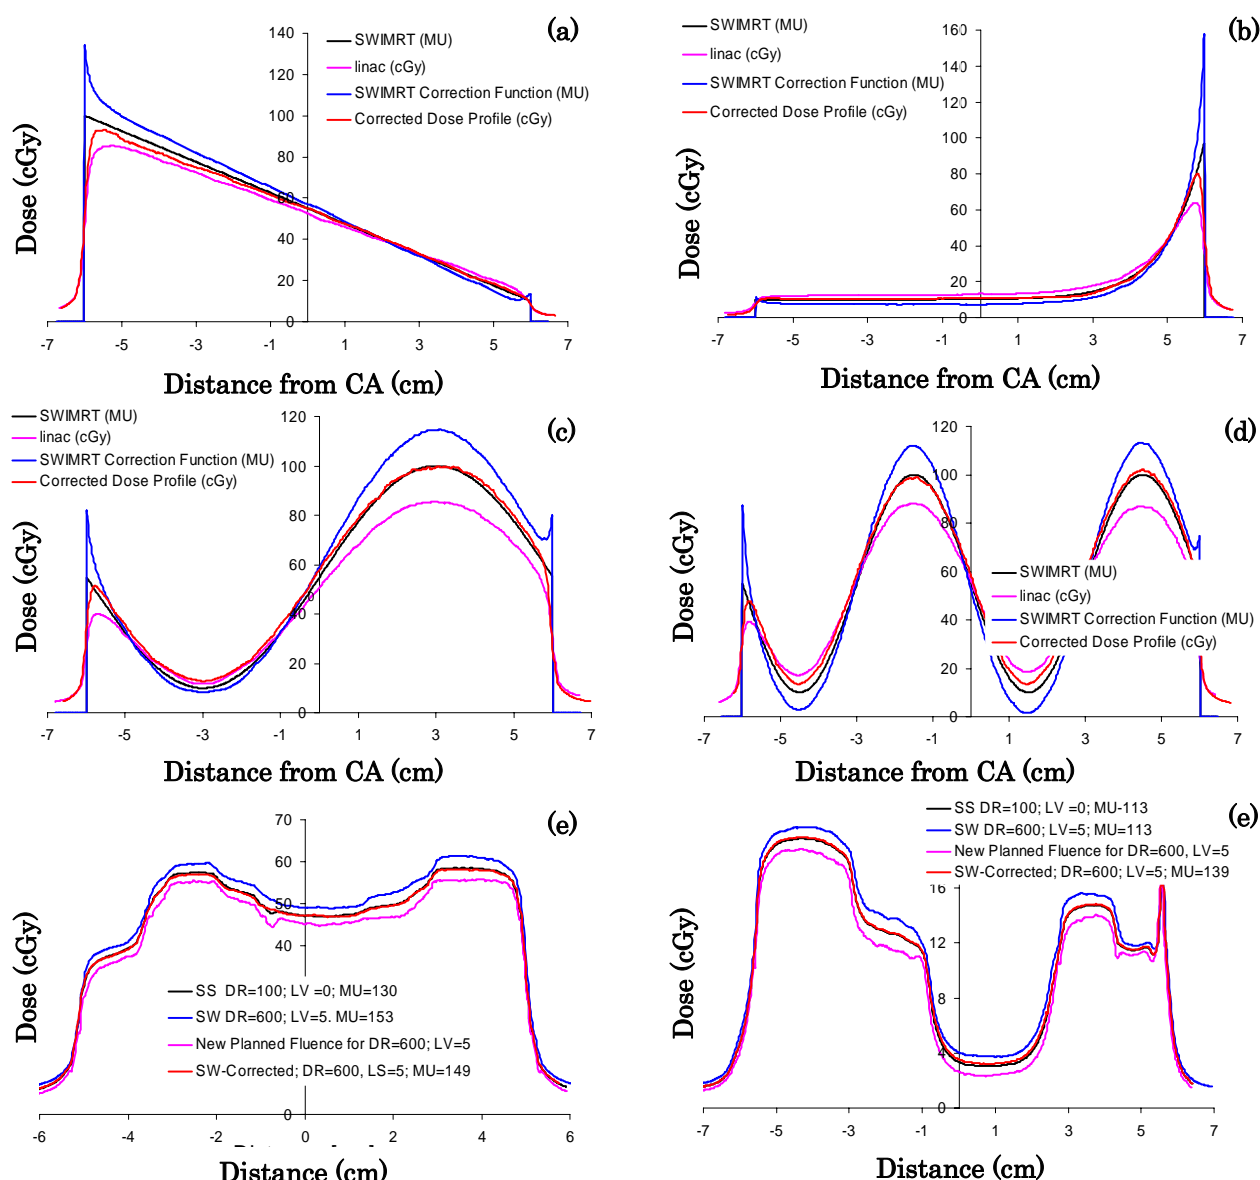 (a)
SWIMRT (MU)
linac (cGy)
SWIMRT Correction Function (MU)
Corrected Dose Profile (cGy)
Dose (cGy)
140
120
100
80
60
40
20
0
-7 -5 -3 -1 1 3 5 7
Distance from CA (cm)
(b)
SWIMRT (MU)
linac (cGy)
SWIMRT Correction Function (MU)
Corrected Dose Profile (cGy)
Dose (cGy)
160
140
120
100
80
60
40
20
0
-7 -5 -3 -1 1 3 5 7
Distance from CA (cm)
(c)
SWIMRT (MU)
linac (cGy)
SWIMRT Correction Function (MU)
Corrected Dose Profile (cGy)
Dose (cGy)
120
100
80
60
40
20
0
-7 -5 -3 -1 1 3 5 7
Distance from CA (cm)
(d)
SWIMRT (MU)
linac (cGy)
SWIMRT Correction Function (MU)
Corrected Dose Profile (cGy)
Dose (cGy)
120
100
80
60
40
20
0
-7 -5 -3 -1 1 3 5 7
Distance from CA (cm)
(e)
Dose (cGy)
70
60
50
40
SS DR=100; LV =0; MU=130
SW DR=600; LV=5. MU=153
New Planned Fluence for DR=600; LV=5
SW-Corrected; DR=600, LS=5; MU=149
0
-6 -4 -2 0 2 4 6
Distance (cm)
(e)
SS DR=100; LV =0; MU-113
SW DR=600; LV=5; MU=113
New Planned Fluence for DR=600, LV=5
SW-Corrected; DR=600; LV=5; MU=139
Dose (cGy)
16
12
8
4
0
-7 -5 -3 -1 1 3 5 7
Distance (cm)